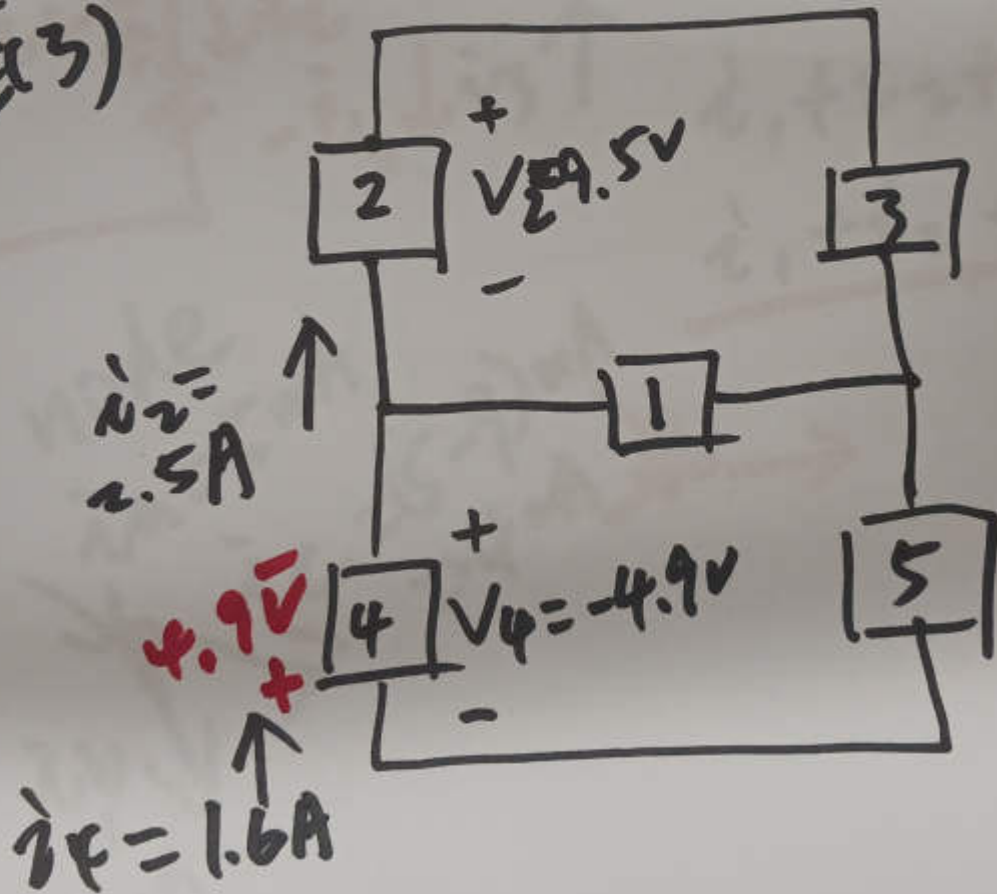 (3)
2
+
V₂=9.5V
-
3
i₂=
2.5A
1
4.9V
-
+
4
+
V₄=-4.9V
-
5
i₄=1.6A